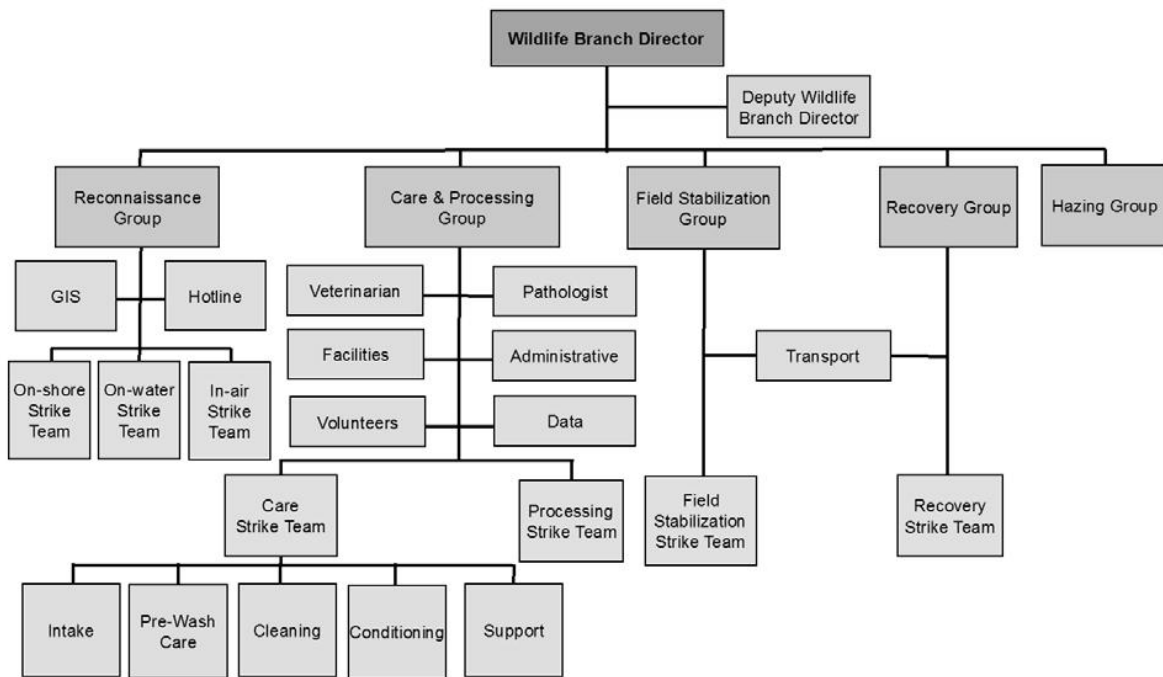 Wildlife Branch Director
Deputy Wildlife
Branch Director
Reconnaissance
Group
Care & Processing
Group
Field Stabilization
Group
Recovery Group
Hazing Group
GIS
Hotline
Veterinarian
Pathologist
Facilities
Administrative
Transport
On-shore
Strike
Team
On-water
Strike
Team
In-air
Strike
Team
Volunteers
Data
Care
Strike Team
Processing
Strike Team
Field
Stabilization
Strike Team
Recovery
Strike Team
Intake
Pre-Wash
Care
Cleaning
Conditioning
Support